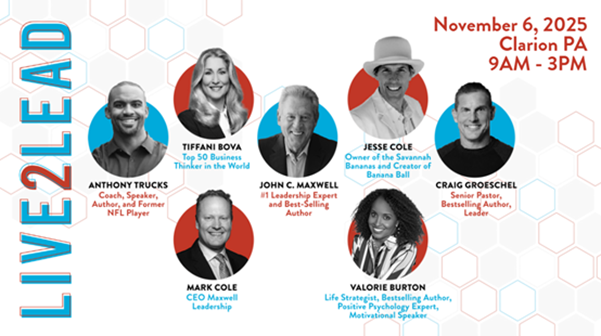 LIVE2LEAD
November 6, 2025
Clarion PA
9AM - 3PM
ANTHONY TRUCKS
Coach, Speaker,
Author, and Former
NFL Player
TIFFANI BOVA
Top 50 Business
Thinker in the World
JOHN C. MAXWELL
#1 Leadership Expert
and Best-Selling
Author
JESSE COLE
Owner of the Savannah
Bananas and Creator of
Banana Ball
CRAIG GROESCHEL
Senior Pastor,
Bestselling Author,
Leader
MARK COLE
CEO Maxwell
Leadership
VALORIE BURTON
Life Strategist, Bestselling Author,
Positive Psychology Expert,
Motivational Speaker